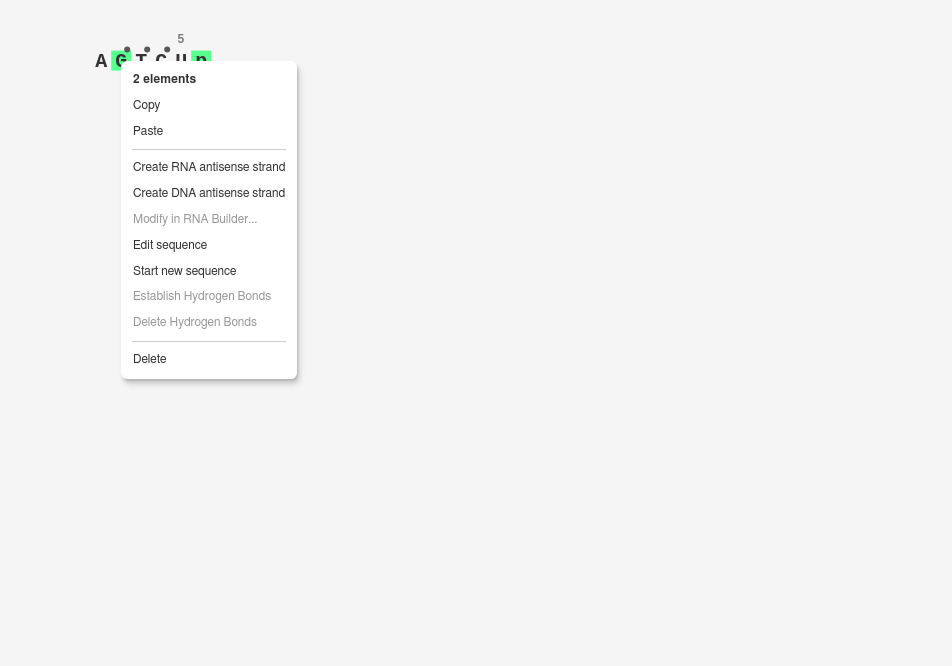 5
A G T C U n
2 elements
Copy
Paste
Create RNA antisense strand
Create DNA antisense strand
Modify in RNA Builder...
Edit sequence
Start new sequence
Establish Hydrogen Bonds
Delete Hydrogen Bonds
Delete